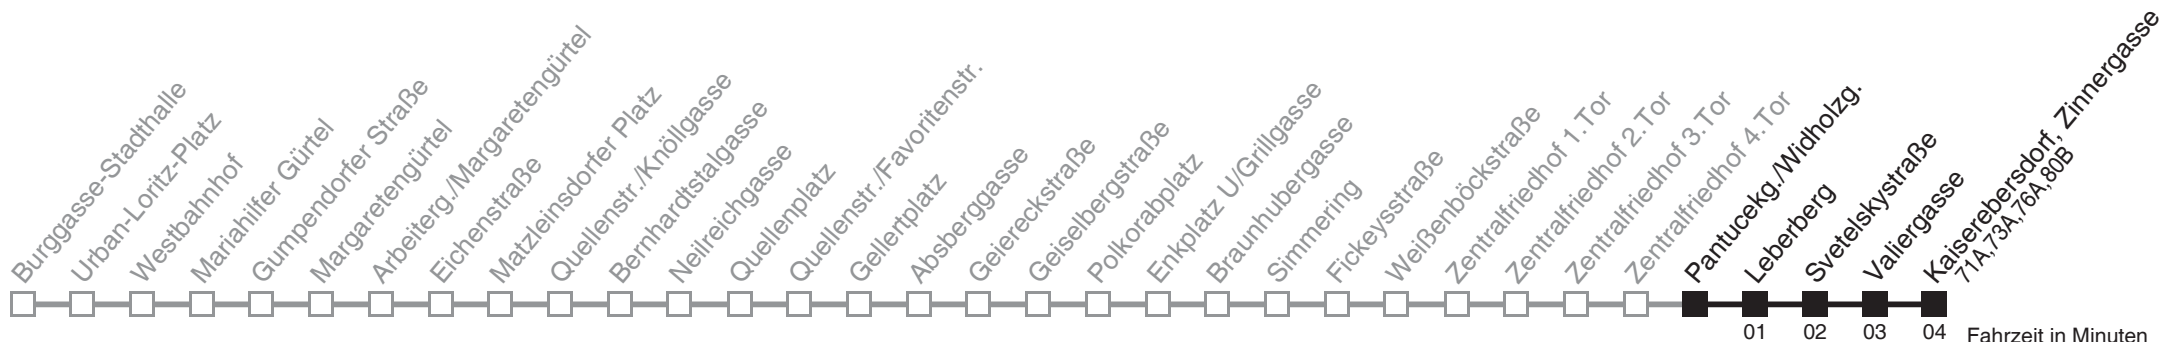 Burggasse-Stadthalle
Urban-Loritz-Platz
Westbahnhof
Mariahilfer Gürtel
Gumpendorfer Straße
Margaretengürtel
Arbeiterg./Margaretengürtel
Eichenstraße
Matzleinsdorfer Platz
Quellenstr./Knöllgasse
Bernhardtstalgasse
Neilreichgasse
Quellenplatz
Quellenstr./Favoritenstr.
Gellertplatz
Absberggasse
Geiereckstraße
Geiselbergstraße
Polkorabplatz
Enkplatz U/Grillgasse
Braunhubergasse
Simmering
Fickeysstraße
Weißenböckstraße
Zentralfriedhof 1.Tor
Zentralfriedhof 2.Tor
Zentralfriedhof 3.Tor
Zentralfriedhof 4.Tor
Pantucekg./Widholzg.
Leberberg
Svetelskystraße
Valiergasse
Kaiserebersdorf, Zinnergasse
71A,73A,76A,80B
01 02 03 04 Fahrzeit in Minuten